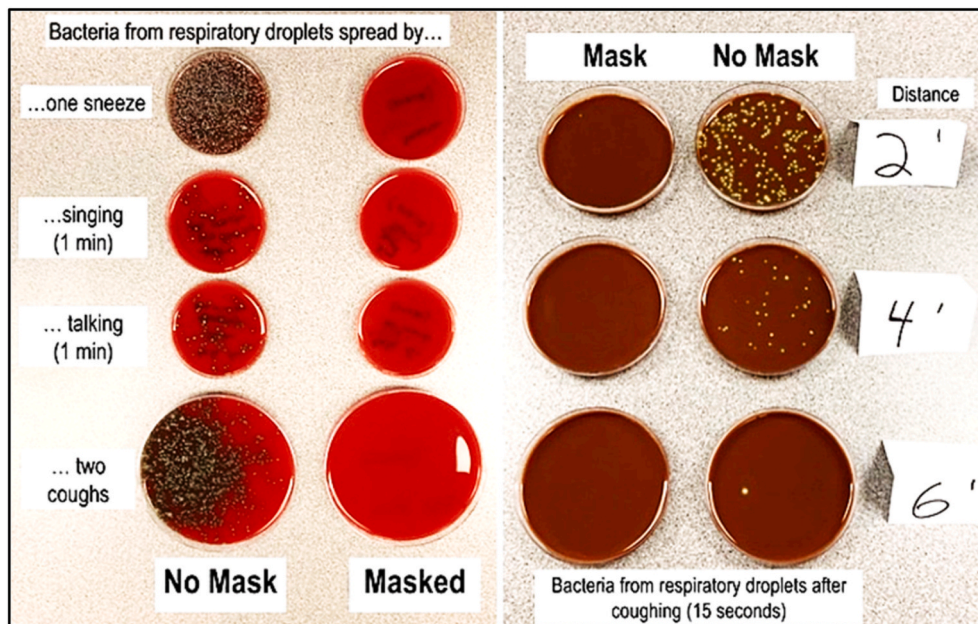 Bacteria from respiratory droplets spread by…
…one sneeze
…singing
(1 min)
… talking
(1 min)
… two
coughs
No Mask
Masked
Mask
No Mask
Distance
2'
4'
6'
Bacteria from respiratory droplets after
coughing (15 seconds)